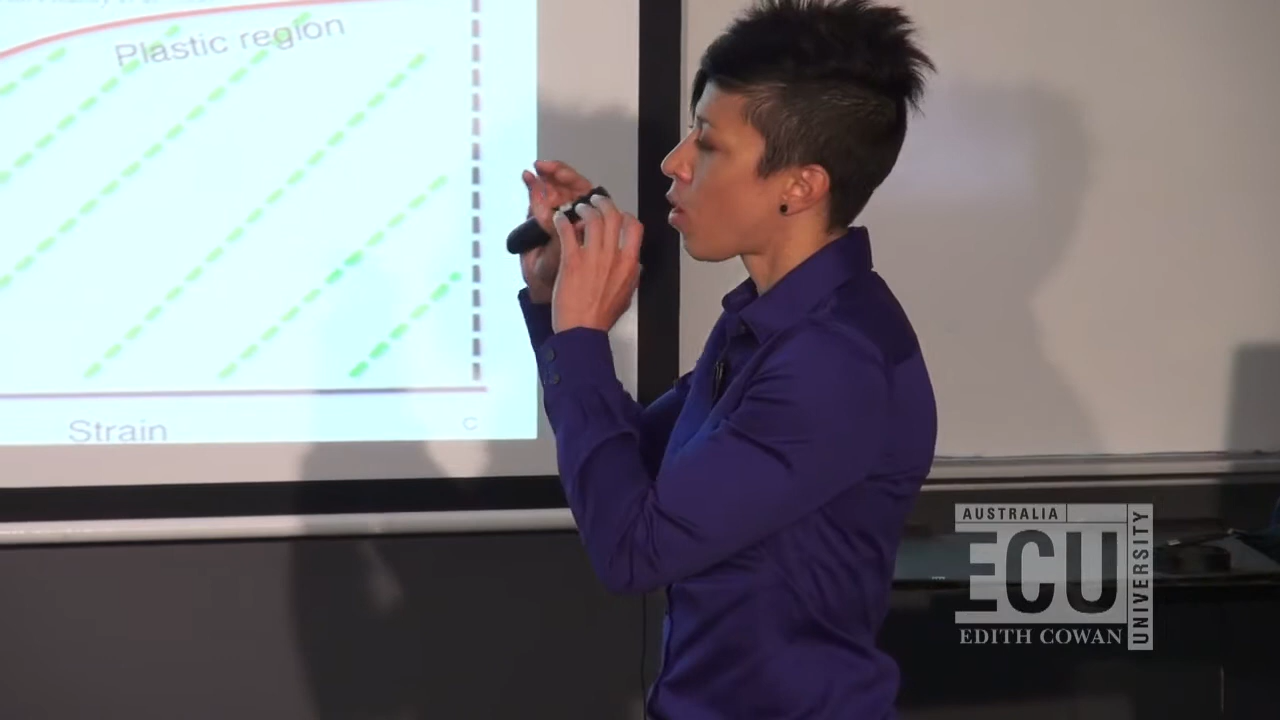 Plastic region
Strain
C
AUSTRALIA
ECU
UNIVERSITY
EDITH COWAN